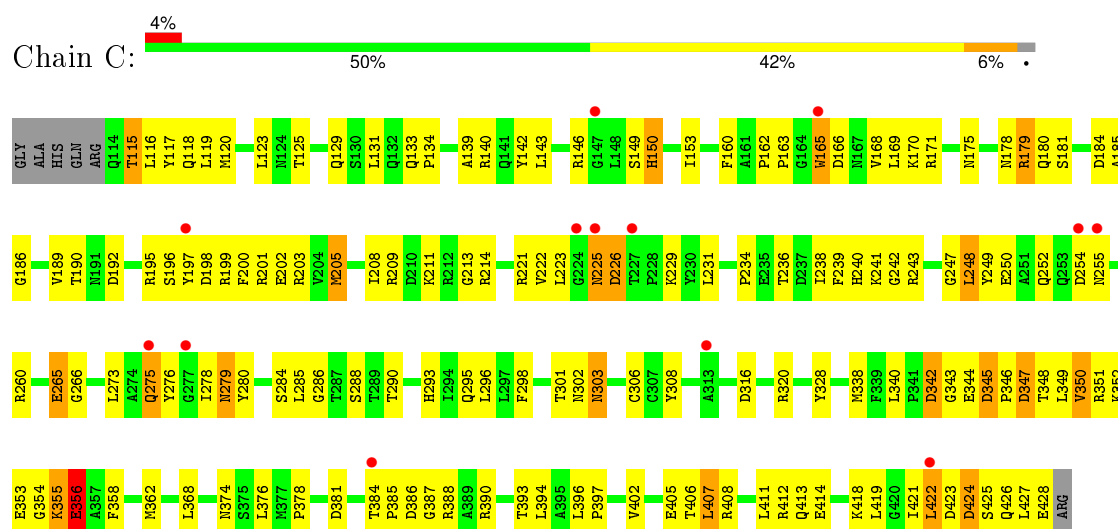 4%
Chain C:
50% 42% 6% •
GLY ALA HIS GLN ARG Q114 T115 L116 Y117 Q118 L119 M120 L123 N124 T125 Q129 S130 L131 Q132 Q133 P134 A139 R140 Q141 Y142 L143 R146 G147 L148 S149 H150 I153 F160 A161 P162 P163 G164 W165 D166 N167 V168 L169 K170 R171 N175 N178 R179 Q180 S181 D184 A185
G186 V189 T190 N191 D192 R195 S196 Y197 D198 R199 F200 R201 E202 R203 V204 M205 I208 R209 D210 K211 R212 G213 R214 R221 V222 L223 G224 N225 D226 T227 P228 K229 Y230 L231 P234 E235 T236 D237 I238 F239 H240 K241 G242 R243 G247 L248 Y249 E250 A251 Q252 Q253 D254 N255
R260 E265 G266 L273 A274 Q275 Y276 G277 I278 N279 Y280 S284 L285 G286 T287 S288 T289 T290 H293 I294 Q295 L296 L297 F298 T301 N302 N303 C306 C307 Y308 A313 D316 R320 Y328 M338 F339 L340 P341 D342 G343 E344 D345 P346 D347 T348 L349 V350 R351 K352
E353 G354 K355 E356 A357 F358 M362 L368 N374 S375 L376 M377 P378 D381 T384 P385 D386 G387 R388 A389 R390 T393 L394 A395 L396 P397 V402 E405 T406 L407 R408 L411 R412 Q413 E414 K418 L419 G420 I421 L422 D423 D424 S425 Q426 L427 E428 ARG